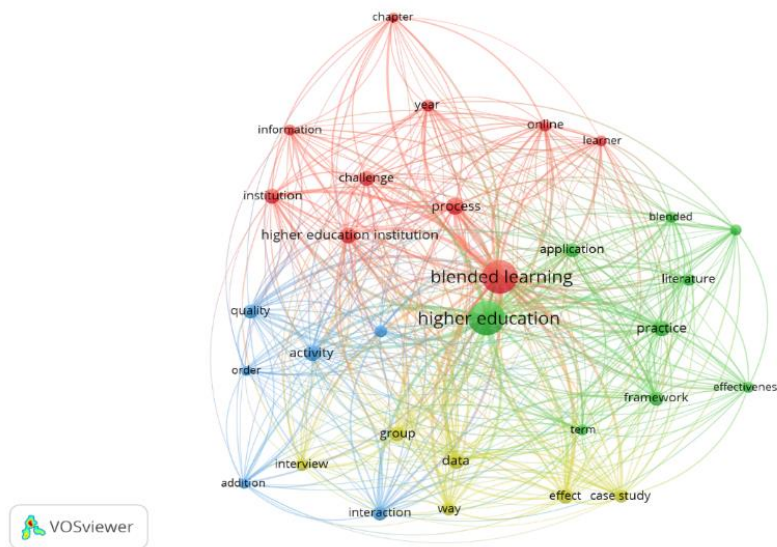 chapter
year
online
information
learner
challenge
institution
process
blended
higher education institution
application
blended learning
literature
quality
higher education
practice
activity
order
effectivenes
framework
group
term
data
interview
addition
effect
case study
way
interaction
VOSviewer